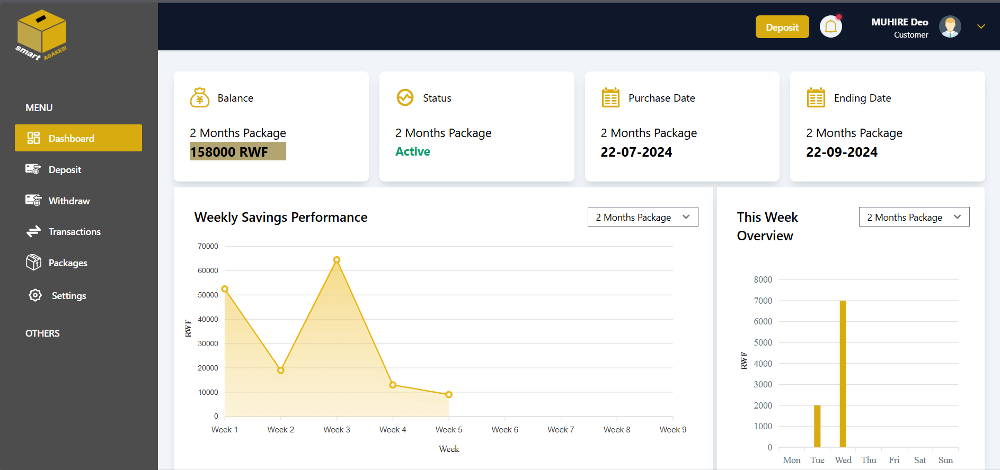 smart AGAKESI
Deposit
MUHIRE Deo
Customer
MENU
Dashboard
Deposit
Withdraw
Transactions
Packages
Settings
OTHERS
Balance
2 Months Package
158000 RWF
Status
2 Months Package
Active
Purchase Date
2 Months Package
22-07-2024
Ending Date
2 Months Package
22-09-2024
Weekly Savings Performance
2 Months Package
70000
60000
50000
40000
30000
20000
10000
0
RWF
Week 1 Week 2 Week 3 Week 4 Week 5 Week 6 Week 7 Week 8 Week 9
Week
This Week
Overview
2 Months Package
8000
7000
6000
5000
4000
3000
2000
1000
0
RWF
Mon Tue Wed Thu Fri Sat Sun